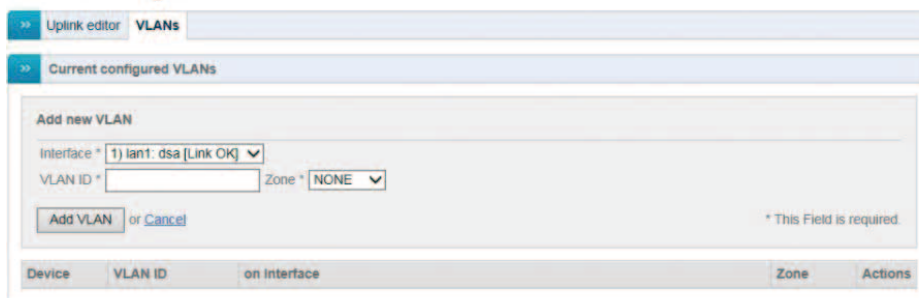 » Uplink editor VLANs
» Current configured VLANs
Add new VLAN
Interface * 1) lan1: dsa [Link OK]
VLAN ID * Zone * NONE
Add VLAN or Cancel * This Field is required.
Device VLAN ID on Interface Zone Actions